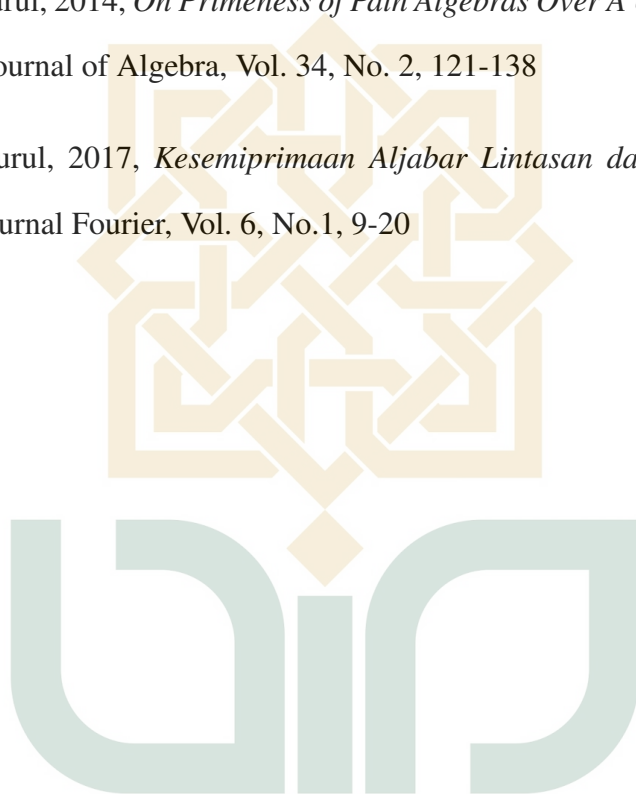 urul, 2014, On Primeness of Path Algebras Over A
ournal of Algebra, Vol. 34, No. 2, 121-138
urul, 2017, Kesemiprimaan Aljabar Lintasan da
urnal Fourier, Vol. 6, No.1, 9-20